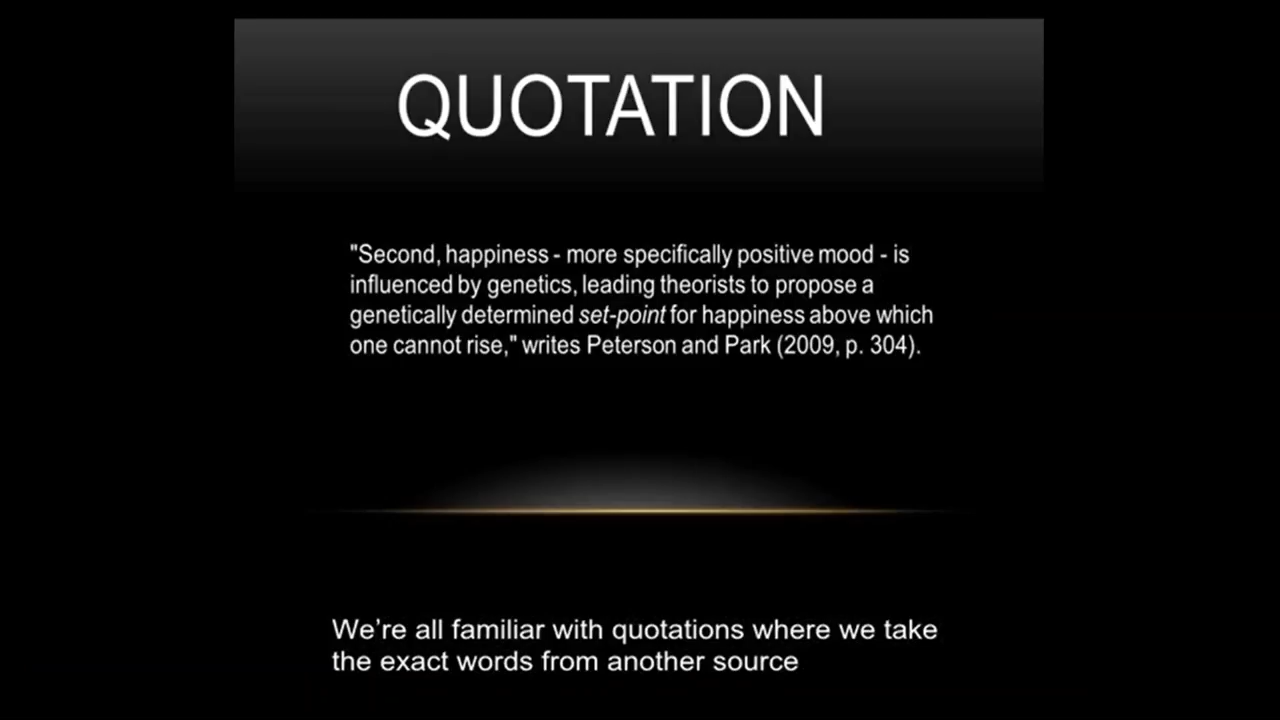 QUOTATION
"Second, happiness - more specifically positive mood - is
influenced by genetics, leading theorists to propose a
genetically determined set-point for happiness above which
one cannot rise," writes Peterson and Park (2009, p. 304).
We’re all familiar with quotations where we take
the exact words from another source